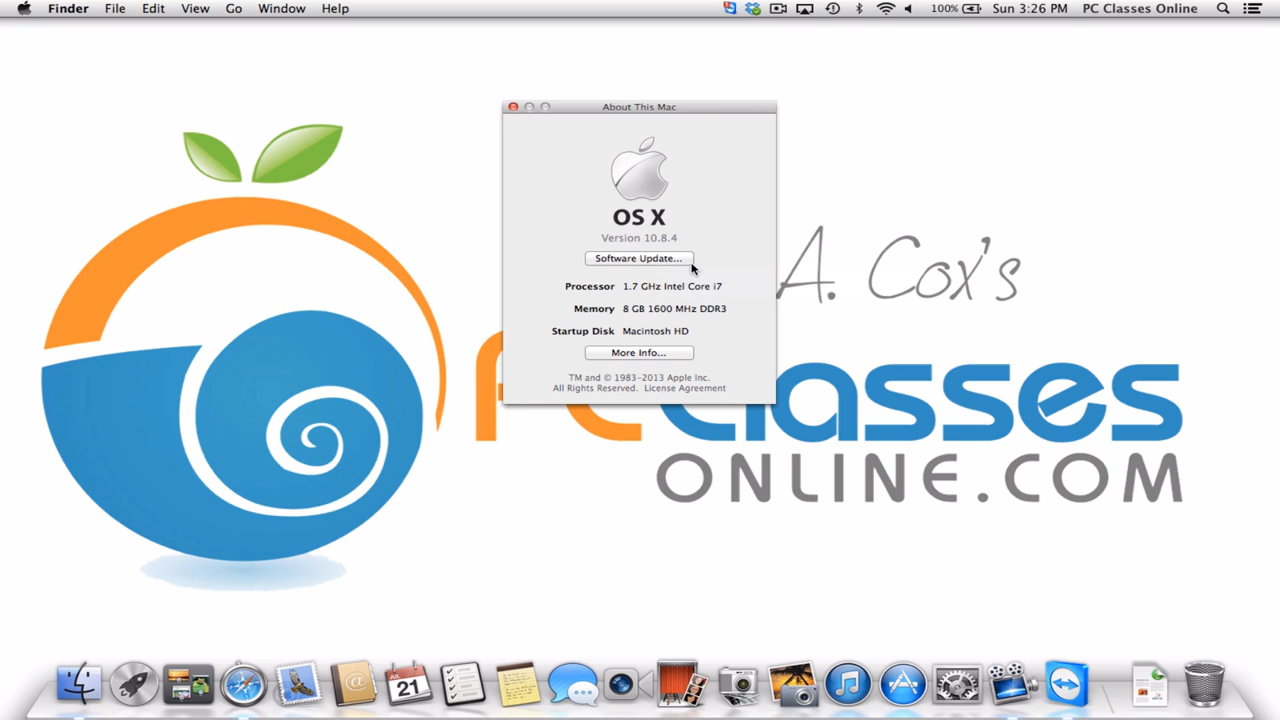 Finder File Edit View Go Window Help 100% Sun 3:26 PM PC Classes Online
About This Mac
OS X
Version 10.8.4
Software Update...
Processor 1.7 GHz Intel Core i7
Memory 8 GB 1600 MHz DDR3
Startup Disk Macintosh HD
More Info...
TM and © 1983-2013 Apple Inc.
All Rights Reserved. License Agreement
A. Cox's
Classes
ONLINE.COM
JUL
21